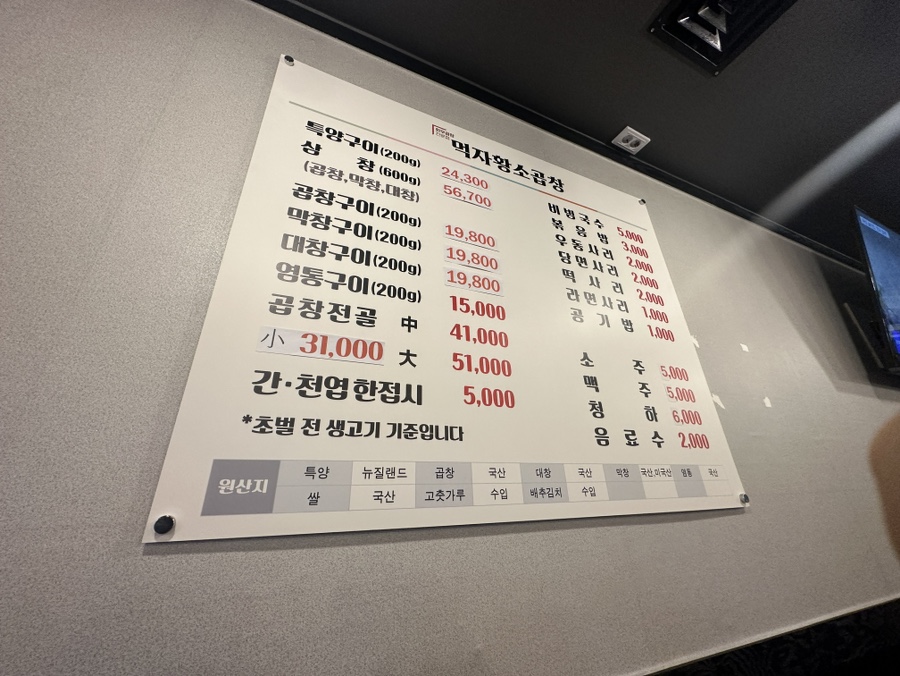 먹자황소곱창
특양구이(200g) 24,300
상 창(600g) 56,700
(곱창,막창,대창)
곱창구이(200g) 19,800
막창구이(200g) 19,800
대창구이(200g) 19,800
염통구이(200g) 15,000
곱창전골 中 41,000
小 31,000 大 51,000
간·천엽 한접시 5,000
*초벌 전 생고기 기준입니다
비빔국수 5,000
볶음밥 3,000
우동사리 2,000
당면사리 2,000
떡사리 2,000
라면사리 1,000
공기밥 1,000
소주 5,000
맥주 5,000
청하 6,000
음료수 2,000
원산지
특양 뉴질랜드 곱창 국산 대창 국산 막창 국산 미국산 염통 국산
쌀 국산 고춧가루 수입 배추김치 수입